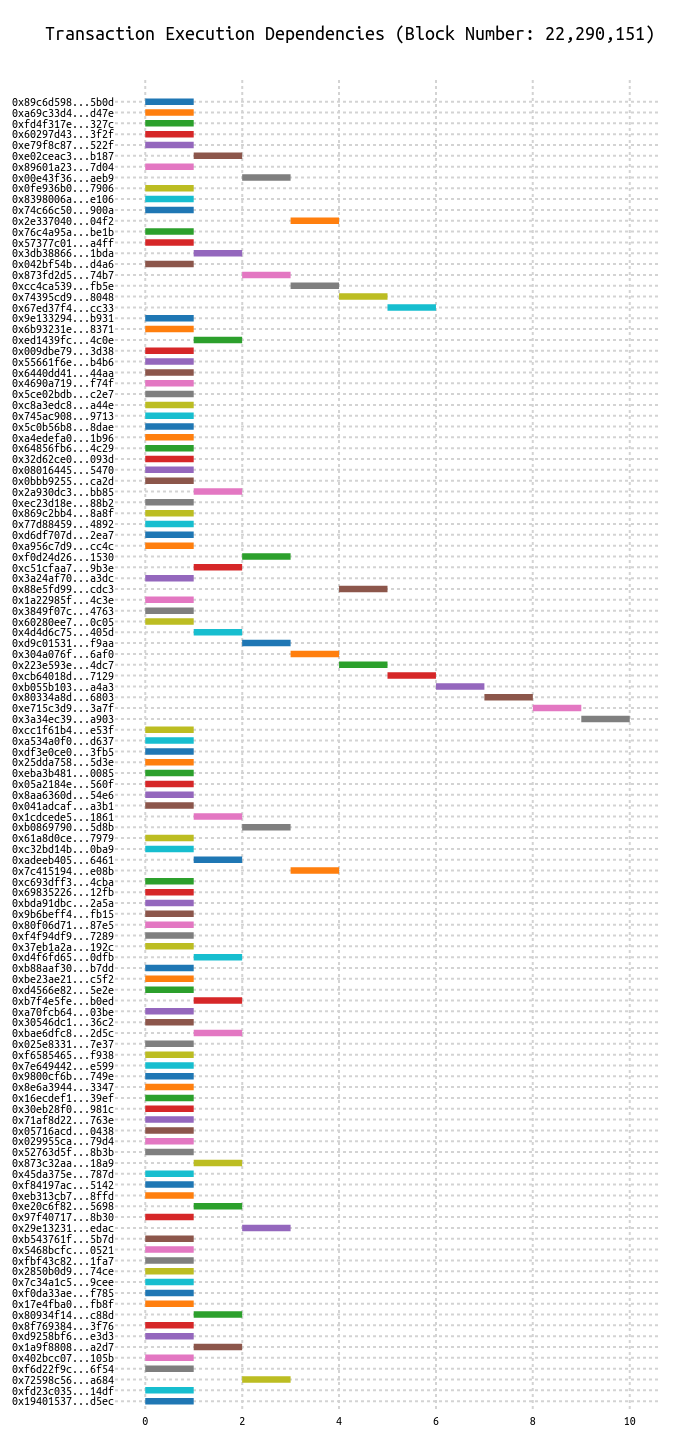 Transaction Execution Dependencies (Block Number: 22,290,151)
0x89c6d598...5b0d
0xa69c33d4...d47e
0xfd4f317e...327c
0x60297d43...3f2f
0xe79f8c87...522f
0xe02ceac3...b187
0x89601a23...7d04
0x00e43f36...aeb9
0x0fe936b0...7906
0x8398006a...e106
0x74c66c50...900a
0x2e337040...04f2
0x76c4a95a...be1b
0x57377c01...a4ff
0x3db38866...1bda
0x042bf54b...d4a6
0x873fd2d5...74b7
0xcc4ca539...fb5e
0x74395cd9...8048
0x67ed37f4...cc33
0x9e133294...b931
0x6b93231e...8371
0xed1439fc...4c0e
0x009dbe79...3d38
0x55661f6e...b4b6
0x6440dd41...44aa
0x4690a719...f74f
0x5ce02bdb...c2e7
0xc8a3edc8...a44e
0x745ac908...9713
0x5c0b56b8...8dae
0xa4edefa0...1b96
0x64856fb6...4c29
0x32d62ce0...093d
0x08016445...5470
0x0bbb9255...ca2d
0x2a930dc3...bb85
0xec23d18e...88b2
0x869c2bb4...8a8f
0x77d88459...4892
0xd6df707d...2ea7
0xa956c7d9...cc4c
0xf0d24d26...1530
0xc51cfaa7...9b3e
0x3a24af70...a3dc
0x88e5fd99...cdc3
0x1a22985f...4c3e
0x3849f07c...4763
0x60280ee7...0c05
0x4d4d6c75...405d
0xd9c01531...f9aa
0x304a076f...6af0
0x223e593e...4dc7
0xcb64018d...7129
0xb055b103...a4a3
0x80334a8d...6803
0xe715c3d9...3a7f
0x3a34ec39...a903
0xcc1f61b4...e53f
0xa534a0f0...d637
0xdf3e0ce0...3fb5
0x25dda758...5d3e
0xeba3b481...0085
0x05a2184e...560f
0x8aa6360d...54e6
0x041adcaf...a3b1
0x1cdcede5...1861
0xb0869790...5d8b
0x61a8d0ce...7979
0xc32bd14b...0ba9
0xadeeb405...6461
0x7c415194...e08b
0xc693dff3...4cba
0x69835226...12fb
0xbda91dbc...2a5a
0x9b6beff4...fb15
0x80f06d71...87e5
0xf4f94df9...7289
0x37eb1a2a...192c
0xd4f6fd65...0dfb
0xb88aaf30...b7dd
0xbe23ae21...c5f2
0xd4566e82...5e2e
0xb7f4e5fe...b0ed
0xa70fcb64...03be
0x30546dc1...36c2
0xbae6dfc8...2d5c
0x025e8331...7e37
0xf6585465...f938
0x7e649442...e599
0x9800cf6b...749e
0x8e6a3944...3347
0x16ecdef1...39ef
0x30eb28f0...981c
0x71af8d22...763e
0x05716acd...0438
0x029955ca...79d4
0x52763d5f...8b3b
0x873c32aa...18a9
0x45da375e...787d
0xf84197ac...5142
0xeb313cb7...8ffd
0xe20c6f82...5698
0x97f40717...8b30
0x29e13231...edac
0xb543761f...5b7d
0x5468bcfc...0521
0xfbf43c82...1fa7
0x2850b0d9...74ce
0x7c34a1c5...9cee
0xf0da33ae...f785
0x17e4fba0...fb8f
0x80934f14...c88d
0x8f769384...3f76
0xd9258bf6...e3d3
0x1a9f8808...a2d7
0x402bcc07...105b
0xf6d22f9c...6f54
0x72598c56...a684
0xfd23c035...14df
0x19401537...d5ec
0 2 4 6 8 10